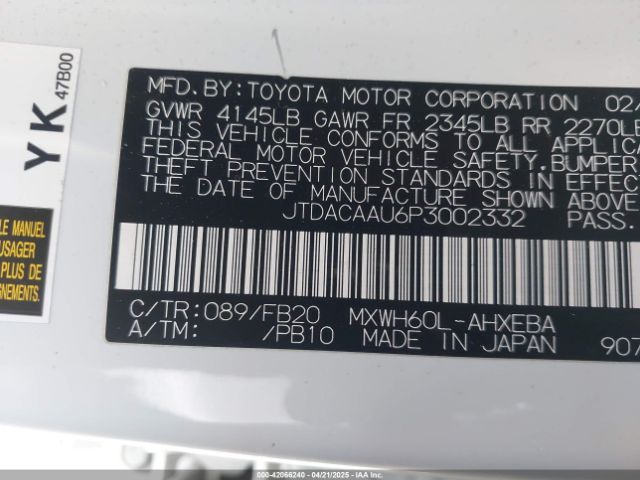 YK
47B00
LE MANUEL
USAGER
PLUS DE
GNEMENTS.
MFD. BY: TOYOTA MOTOR CORPORATION 02
GVWR 4145LB GAWR FR 2345LB RR 2270LB
THIS VEHICLE CONFORMS TO ALL APPLICA
FEDERAL MOTOR VEHICLE SAFETY, BUMPER
THEFT PREVENTION STANDARDS IN EFFECT
THE DATE OF MANUFACTURE SHOWN ABOVE
JTDACAAU6P3002332 PASS.
C/TR: 089/FB20 MXWH60L-AHXEBA
A/TM: /PB10 MADE IN JAPAN 907
000-42066240 - 04/21/2025 - IAAI.COM